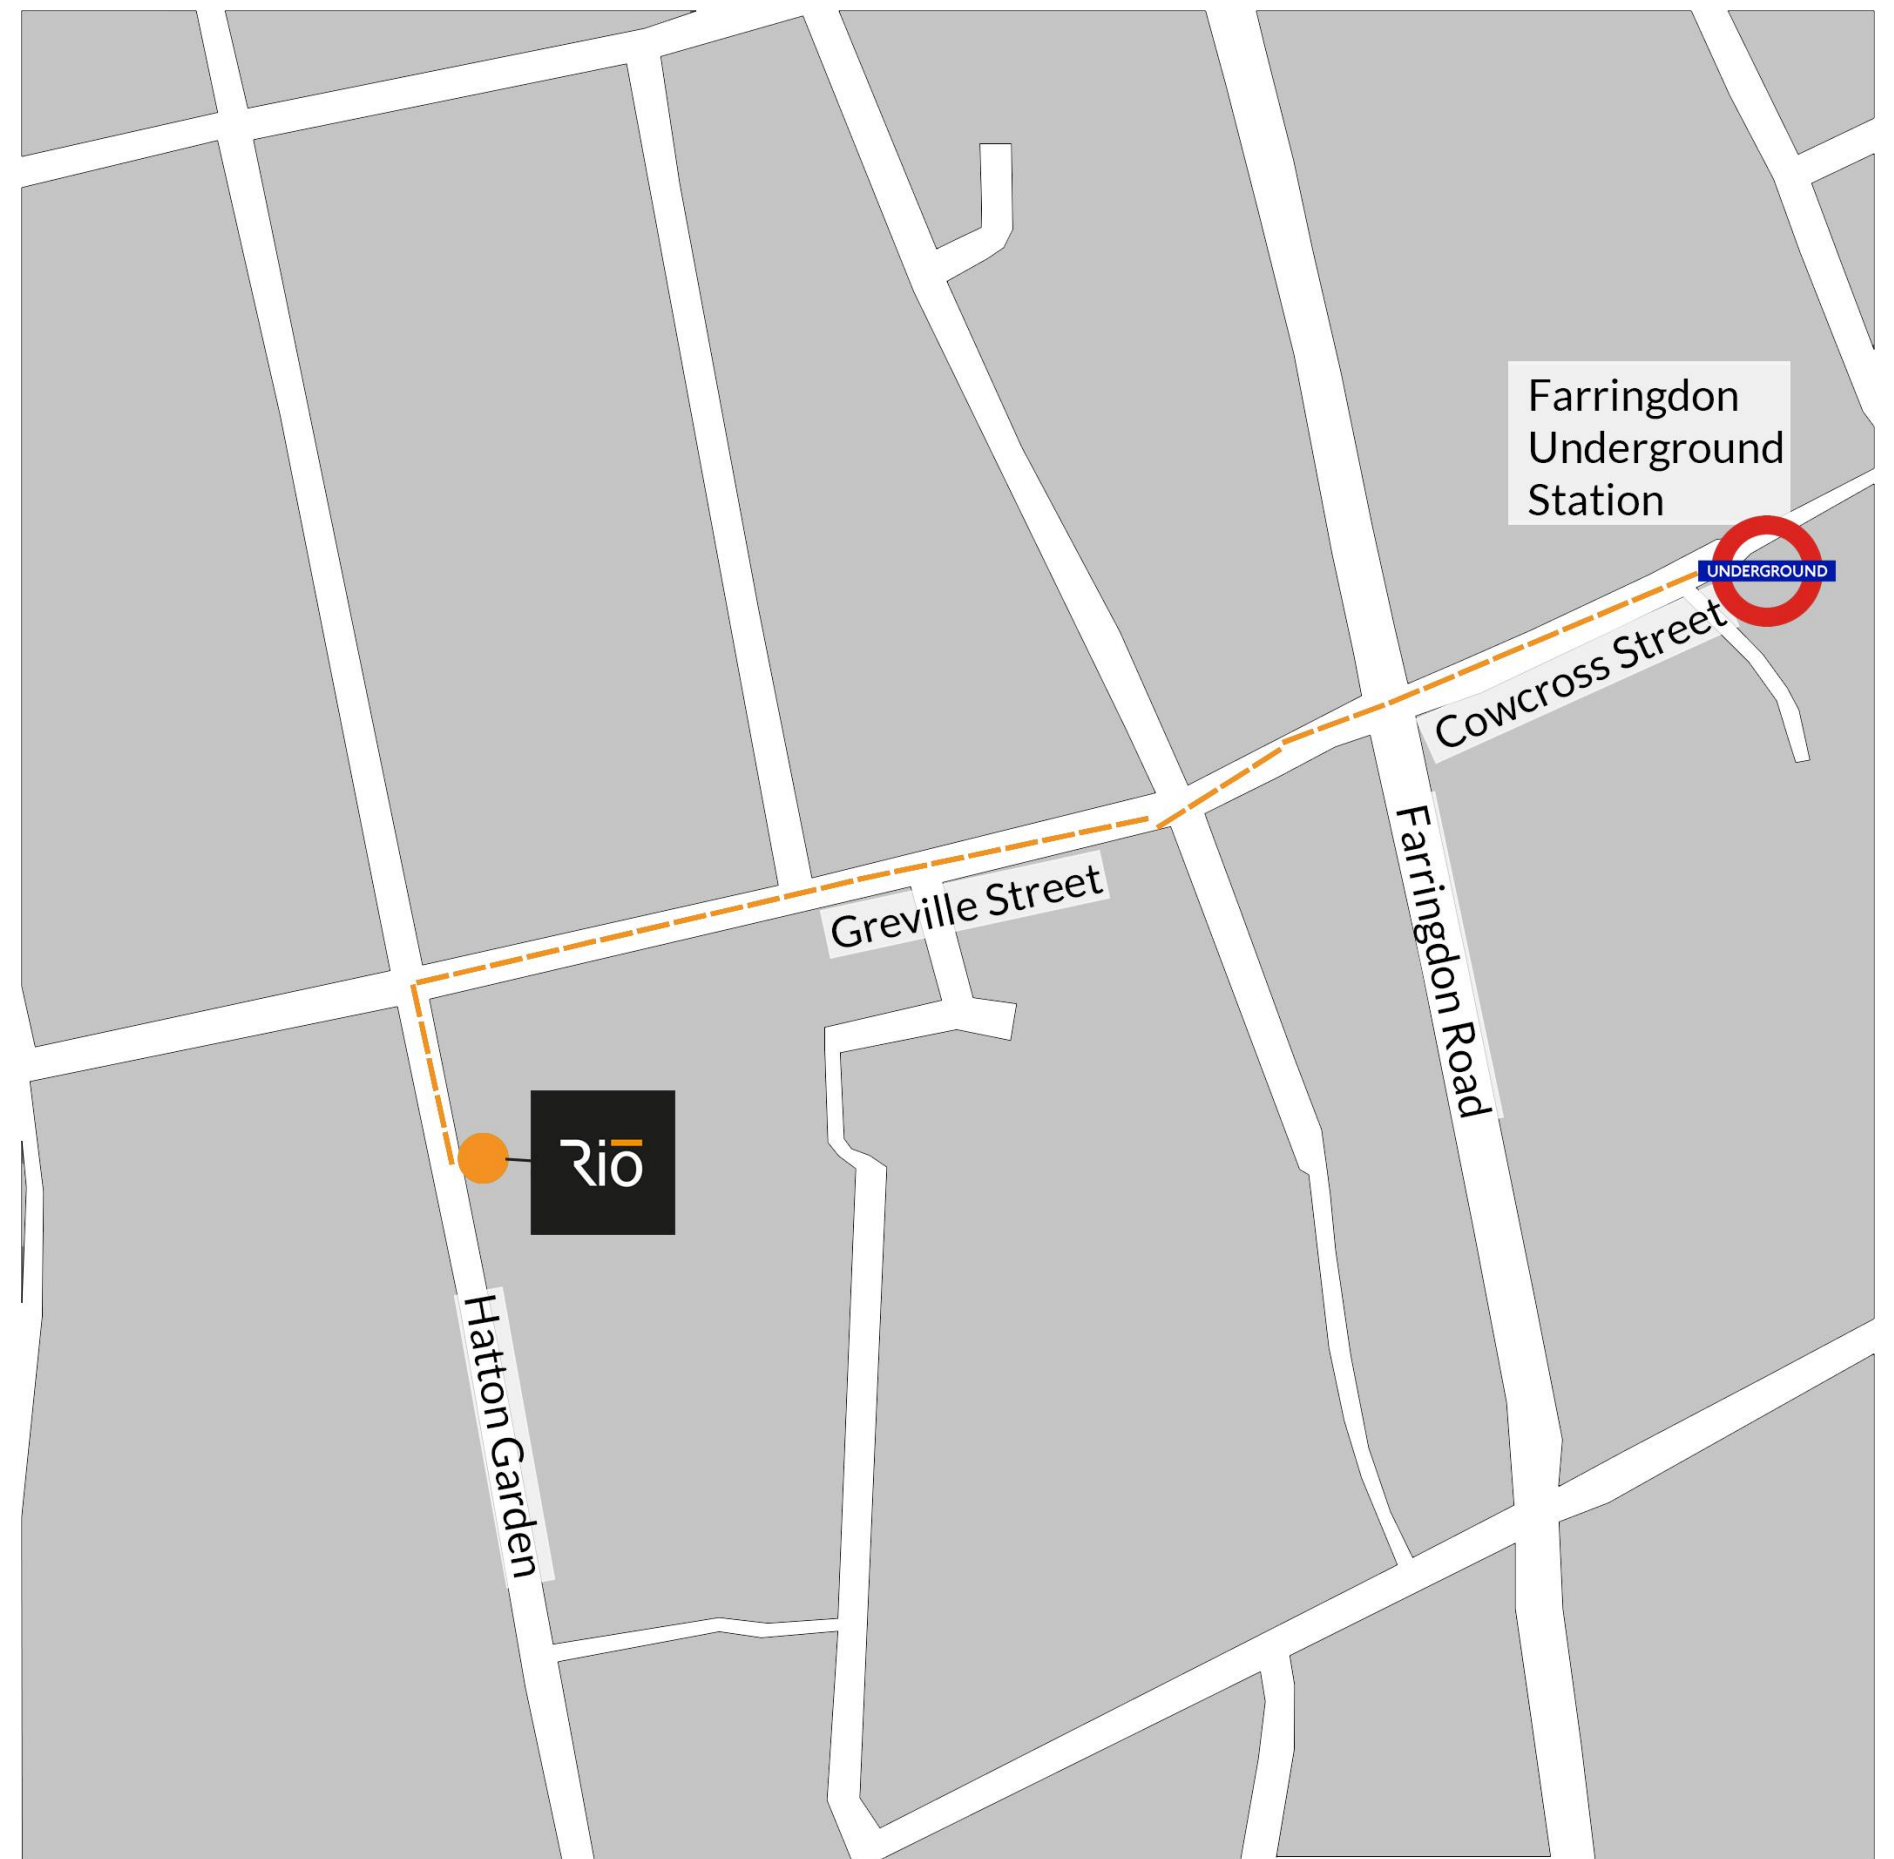 Farringdon
Underground
Station
UNDERGROUND
Cowcross Street
Farringdon Road
Greville Street
Rio
Hatton Garden